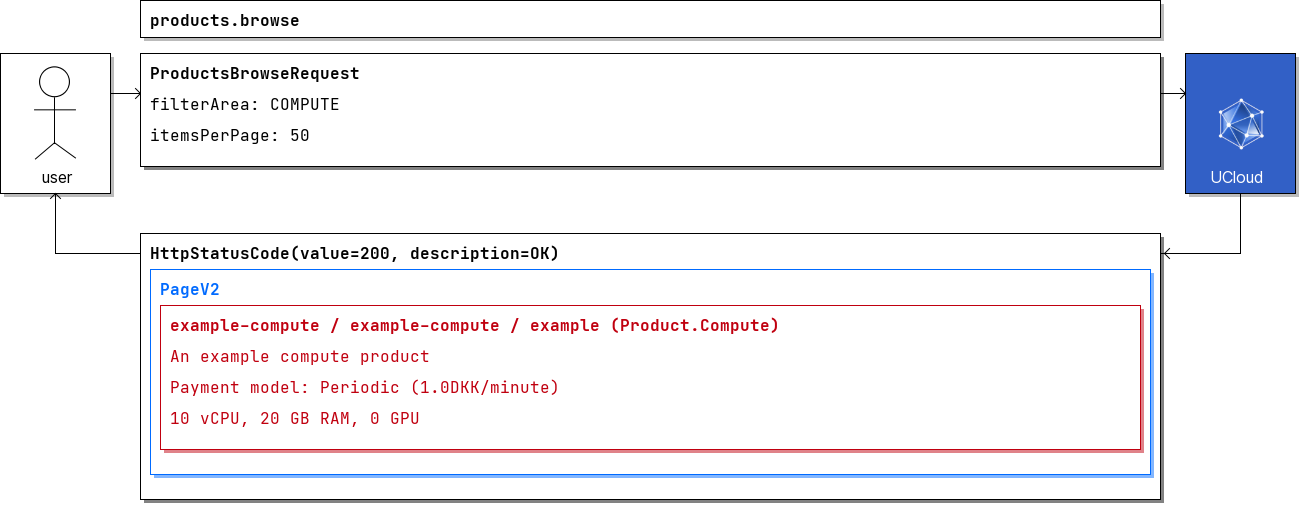 products.browse
ProductsBrowseRequest
filterArea: COMPUTE
itemsPerPage: 50
user
UCloud
HttpStatusCode(value=200, description=OK)
PageV2
example-compute / example-compute / example (Product.Compute)
An example compute product
Payment model: Periodic (1.0DKK/minute)
10 vCPU, 20 GB RAM, 0 GPU